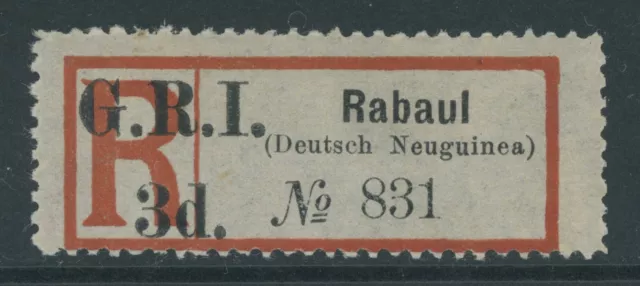 R
G.R.I.
Rabaul
(Deutsch Neuguinea)
3d.
№ 831